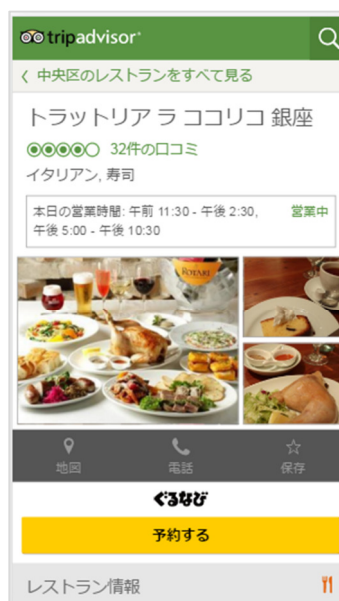 tripadvisor
< 中央区のレストランをすべて見る
トラットリア ラ ココリコ 銀座
32件の口コミ
イタリアン, 寿司
本日の営業時間: 午前 11:30 - 午後 2:30, 営業中
午後 5:00 - 午後 10:30
ROTARI
地図 電話 保存
ぐるなび
予約する
レストラン情報